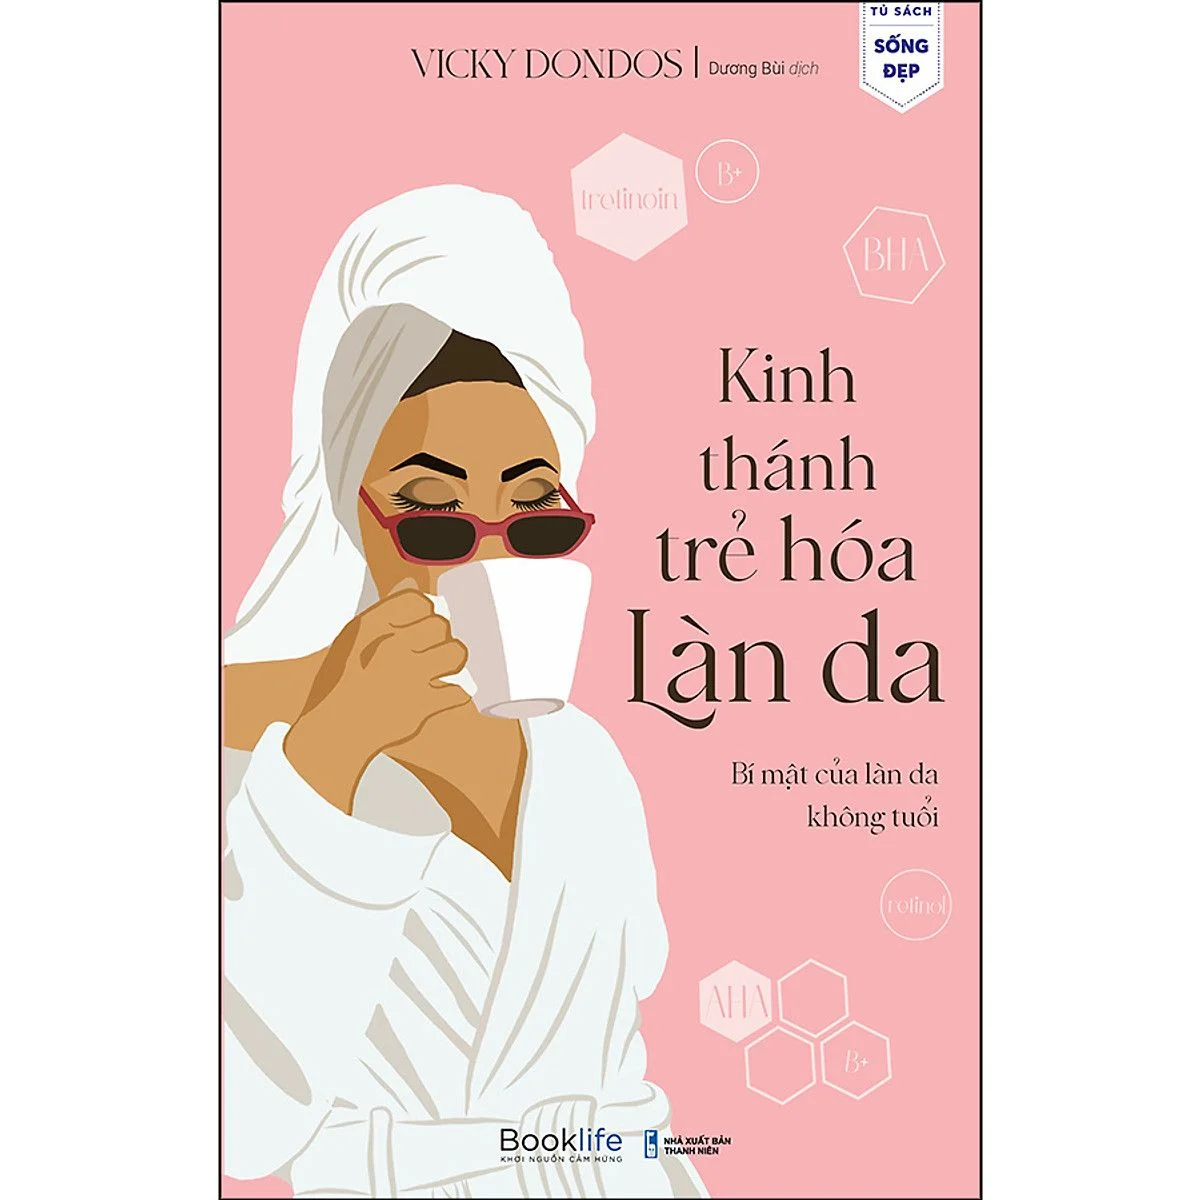 VICKY DONDOS | Dương Bùi dịch
TỦ SÁCH
SỐNG
ĐẸP
tretinoin
B+
BHA
Kinh
thánh
trẻ hóa
Làn da
Bí mật của làn da
không tuổi
retinol
AHA
B+
Booklife
KHƠI NGUỒN CẢM HỨNG
NHÀ XUẤT BẢN
THANH NIÊN